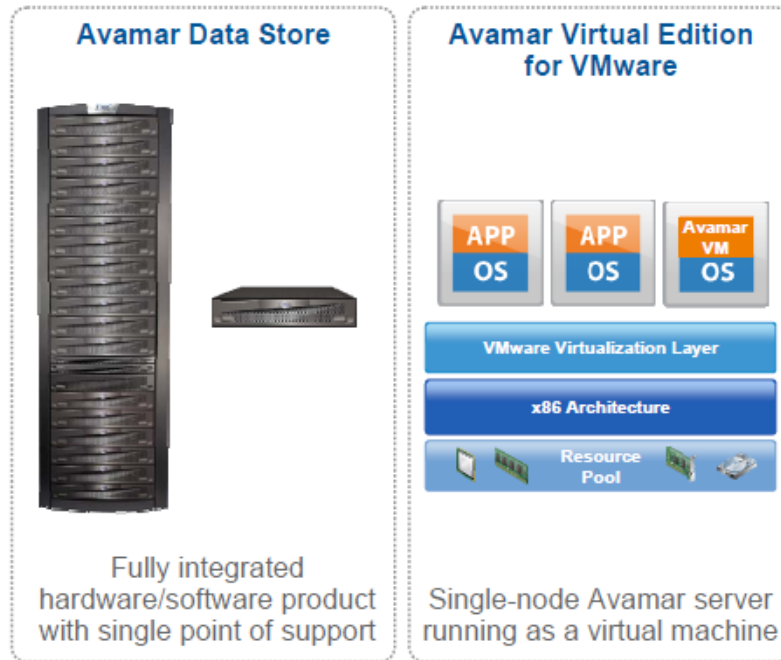 Avamar Data Store
Fully integrated
hardware/software product
with single point of support
Avamar Virtual Edition
for VMware
APP
OS
APP
OS
Avamar
VM
OS
VMware Virtualization Layer
x86 Architecture
Resource
Pool
Single-node Avamar server
running as a virtual machine